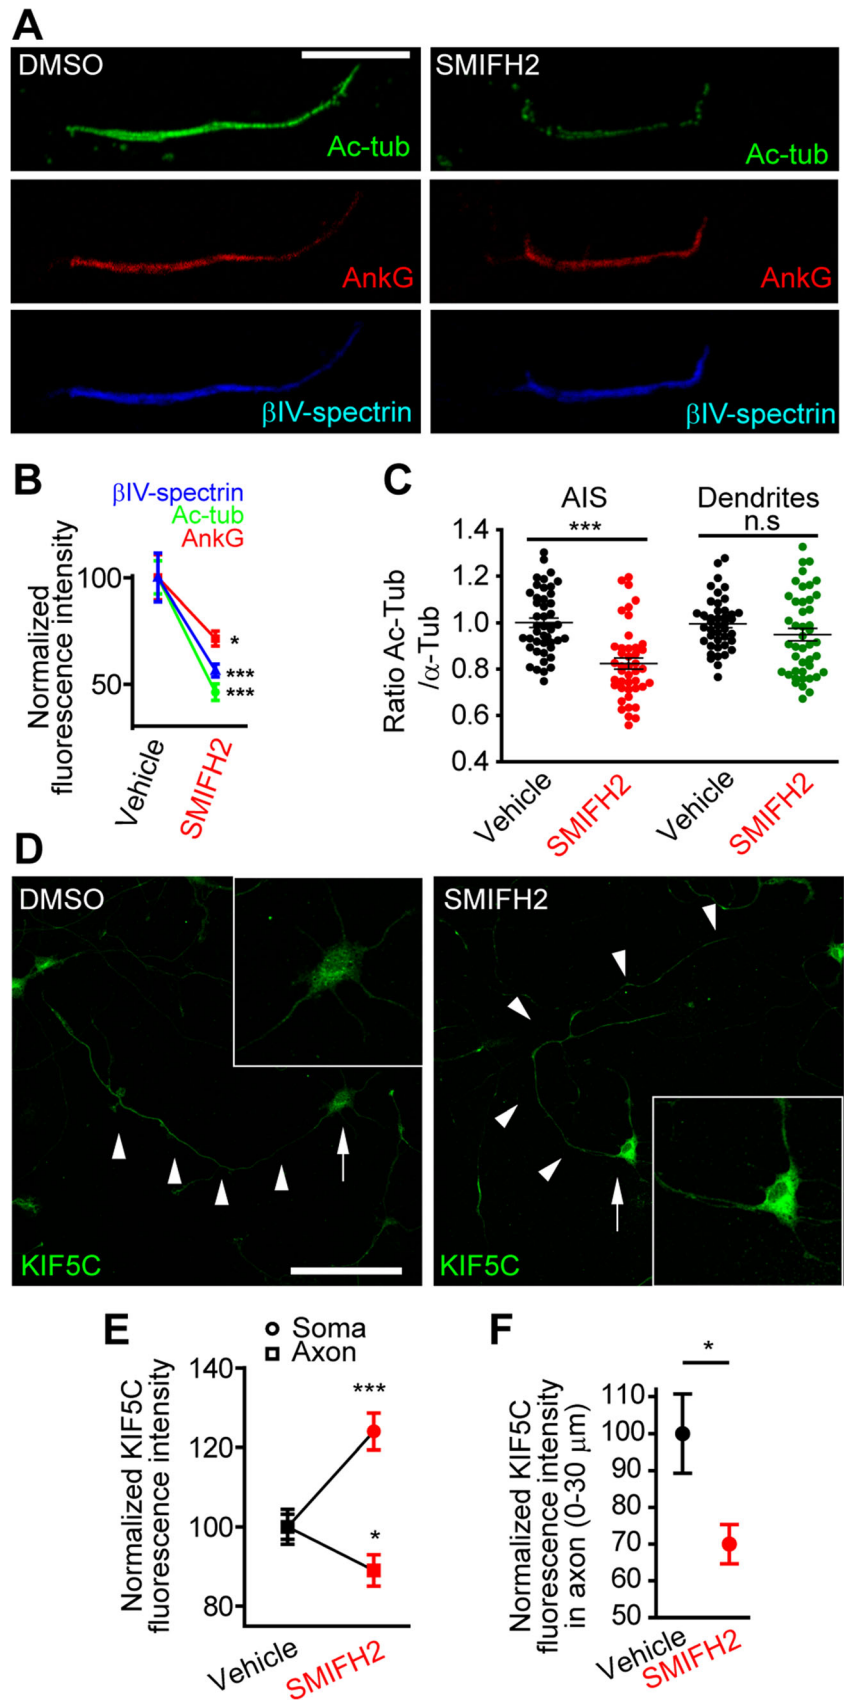 A
DMSO
SMIFH2
Ac-tub
Ac-tub
AnkG
AnkG
βIV-spectrin
βIV-spectrin
B
βIV-spectrin
Ac-tub
AnkG
Normalized
fluorescence intensity
100
50
*
***
***
Vehicle
SMIFH2
C
AIS
Dendrites
***
n.s
Ratio Ac-Tub
/α-Tub
1.4
1.2
1.0
0.8
0.6
0.4
Vehicle
SMIFH2
Vehicle
SMIFH2
D
DMSO
SMIFH2
KIF5C
KIF5C
E
Soma
Axon
Normalized KIF5C
fluorescence intensity
140
120
100
80
***
*
Vehicle
SMIFH2
F
*
Normalized KIF5C
fluorescence intensity
in axon (0-30 μm)
110
100
90
80
70
60
50
Vehicle
SMIFH2